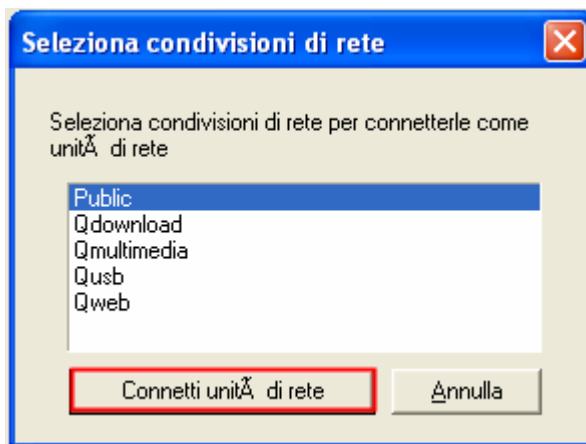 Seleziona condivisioni di rete
Seleziona condivisioni di rete per connetterle come
unitÃ  di rete
Public
Qdownload
Qmultimedia
Qusb
Qweb
Connetti unitÃ  di rete
Annulla